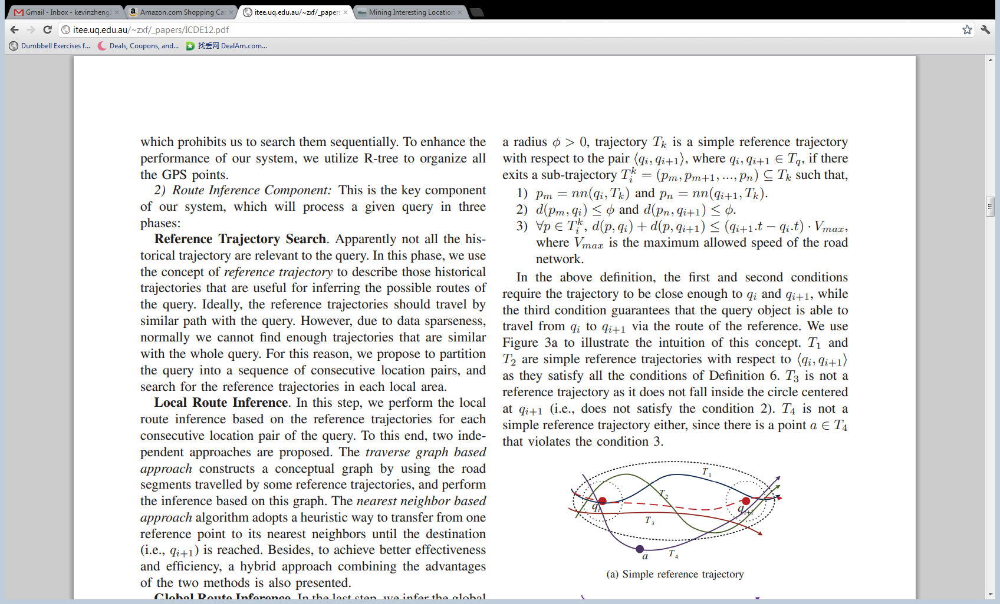 Gmail - Inbox - kevinzheng
Amazon.com Shopping Ca
itee.uq.edu.au/~zxf/_papers
Mining Interesting Location
itee.uq.edu.au/~zxf/_papers/ICDE12.pdf
Dumbbell Exercises f...
Deals, Coupons, and...
找丢网 DealAm.com...
which prohibits us to search them sequentially. To enhance the
performance of our system, we utilize R-tree to organize all
the GPS points.
2) Route Inference Component: This is the key component
of our system, which will process a given query in three
phases:
Reference Trajectory Search. Apparently not all the his-
torical trajectory are relevant to the query. In this phase, we use
the concept of reference trajectory to describe those historical
trajectories that are useful for inferring the possible routes of
the query. Ideally, the reference trajectories should travel by
similar path with the query. However, due to data sparseness,
normally we cannot find enough trajectories that are similar
with the whole query. For this reason, we propose to partition
the query into a sequence of consecutive location pairs, and
search for the reference trajectories in each local area.
Local Route Inference. In this step, we perform the local
route inference based on the reference trajectories for each
consecutive location pair of the query. To this end, two inde-
pendent approaches are proposed. The traverse graph based
approach constructs a conceptual graph by using the road
segments travelled by some reference trajectories, and perform
the inference based on this graph. The nearest neighbor based
approach algorithm adopts a heuristic way to transfer from one
reference point to its nearest neighbors until the destination
(i.e., q_{i+1}) is reached. Besides, to achieve better effectiveness
and efficiency, a hybrid approach combining the advantages
of the two methods is also presented.
Global Route Inference. In the last step, we infer the global
a radius ϕ > 0, trajectory T_k is a simple reference trajectory
with respect to the pair ⟨q_i, q_{i+1}⟩, where q_i, q_{i+1} ∈ T_q, if there
exits a sub-trajectory T_i^k = (p_m, p_{m+1}, ..., p_n) ⊆ T_k such that,
1) p_m = nn(q_i, T_k) and p_n = nn(q_{i+1}, T_k).
2) d(p_m, q_i) ≤ ϕ and d(p_n, q_{i+1}) ≤ ϕ.
3) ∀p ∈ T_i^k, d(p, q_i) + d(p, q_{i+1}) ≤ (q_{i+1}.t − q_i.t) · V_{max},
where V_{max} is the maximum allowed speed of the road
network.
In the above definition, the first and second conditions
require the trajectory to be close enough to q_i and q_{i+1}, while
the third condition guarantees that the query object is able to
travel from q_i to q_{i+1} via the route of the reference. We use
Figure 3a to illustrate the intuition of this concept. T_1 and
T_2 are simple reference trajectories with respect to ⟨q_i, q_{i+1}⟩
as they satisfy all the conditions of Definition 6. T_3 is not a
reference trajectory as it does not fall inside the circle centered
at q_{i+1} (i.e., does not satisfy the condition 2). T_4 is not a
simple reference trajectory either, since there is a point a ∈ T_4
that violates the condition 3.
T_1
T_2
q_i
q_{i+1}
T_3
a
T_4
(a) Simple reference trajectory